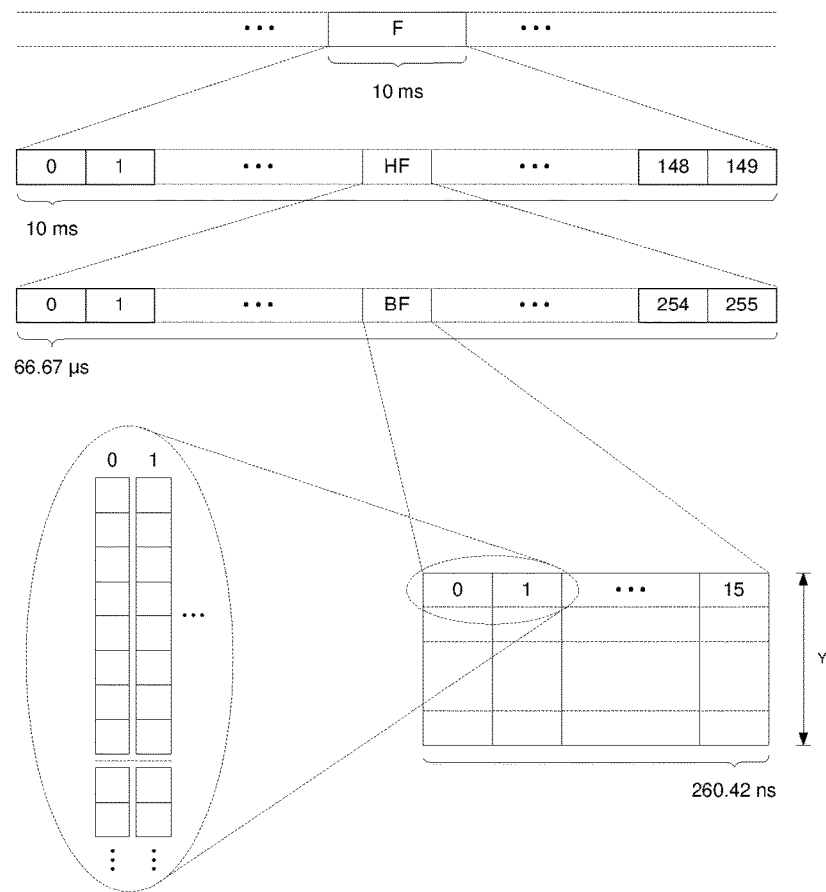 ••• F •••
10 ms
0 1 ••• HF ••• 148 149
10 ms
0 1 ••• BF ••• 254 255
66.67 µs
0 1
•••
0 1 ••• 15
Y
260.42 ns